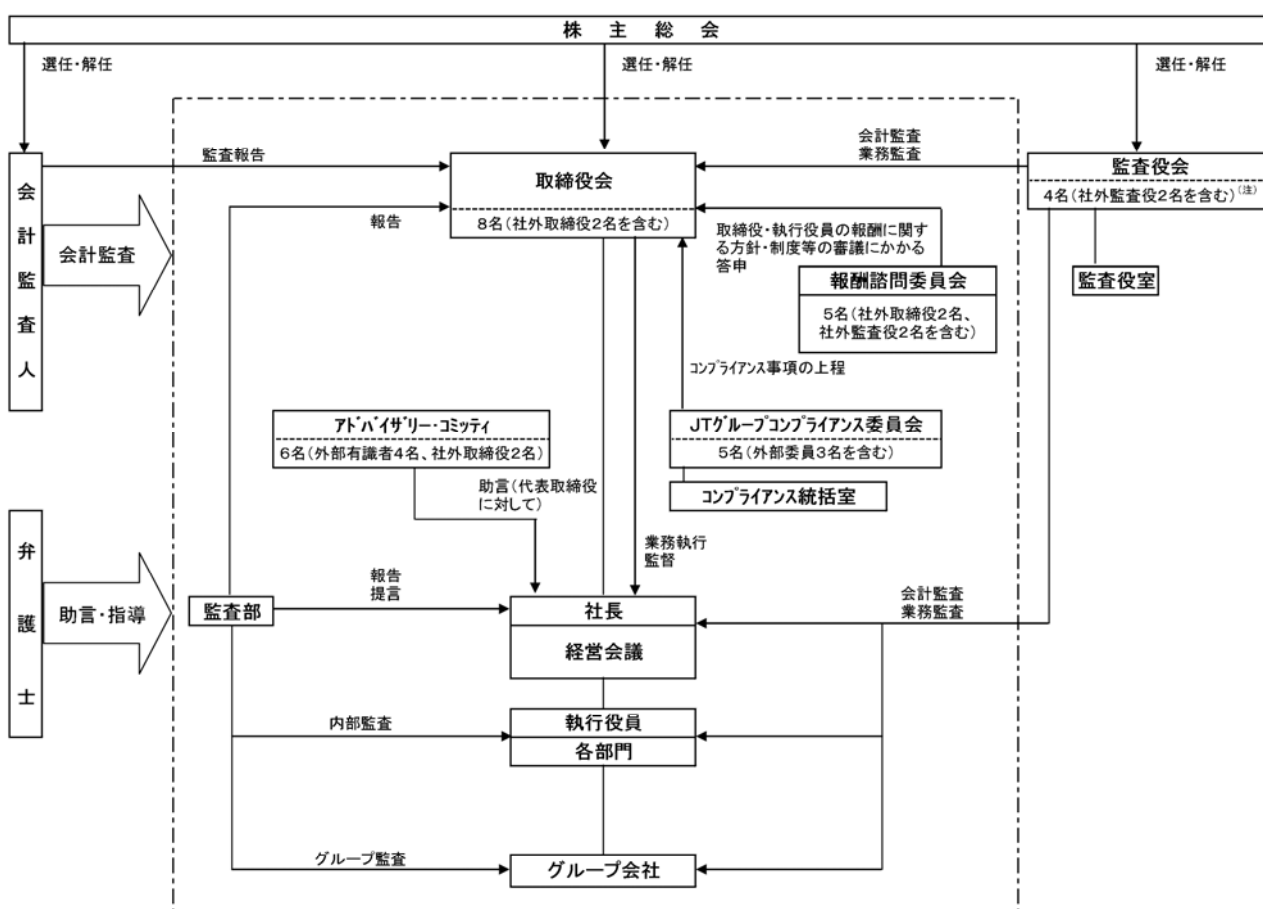 株 主 総 会
選任・解任
選任・解任
選任・解任
会計監査人
監査報告
取締役会
8名(社外取締役2名を含む)
会計監査
業務監査
監査役会
4名(社外監査役2名を含む)(注)
会計監査
報告
取締役・執行役員の報酬に関す
る方針・制度等の審議にかかる
答申
監査役室
報酬諮問委員会
5名(社外取締役2名、
社外監査役2名を含む)
コンプライアンス事項の上程
アドバイザリー・コミッティ
6名(外部有識者4名、社外取締役2名)
JTグループコンプライアンス委員会
5名(外部委員3名を含む)
コンプライアンス統括室
助言(代表取締役
に対して)
弁護士
助言・指導
業務執行
監督
監査部
報告
提言
社長
経営会議
会計監査
業務監査
内部監査
執行役員
各部門
グループ監査
グループ会社